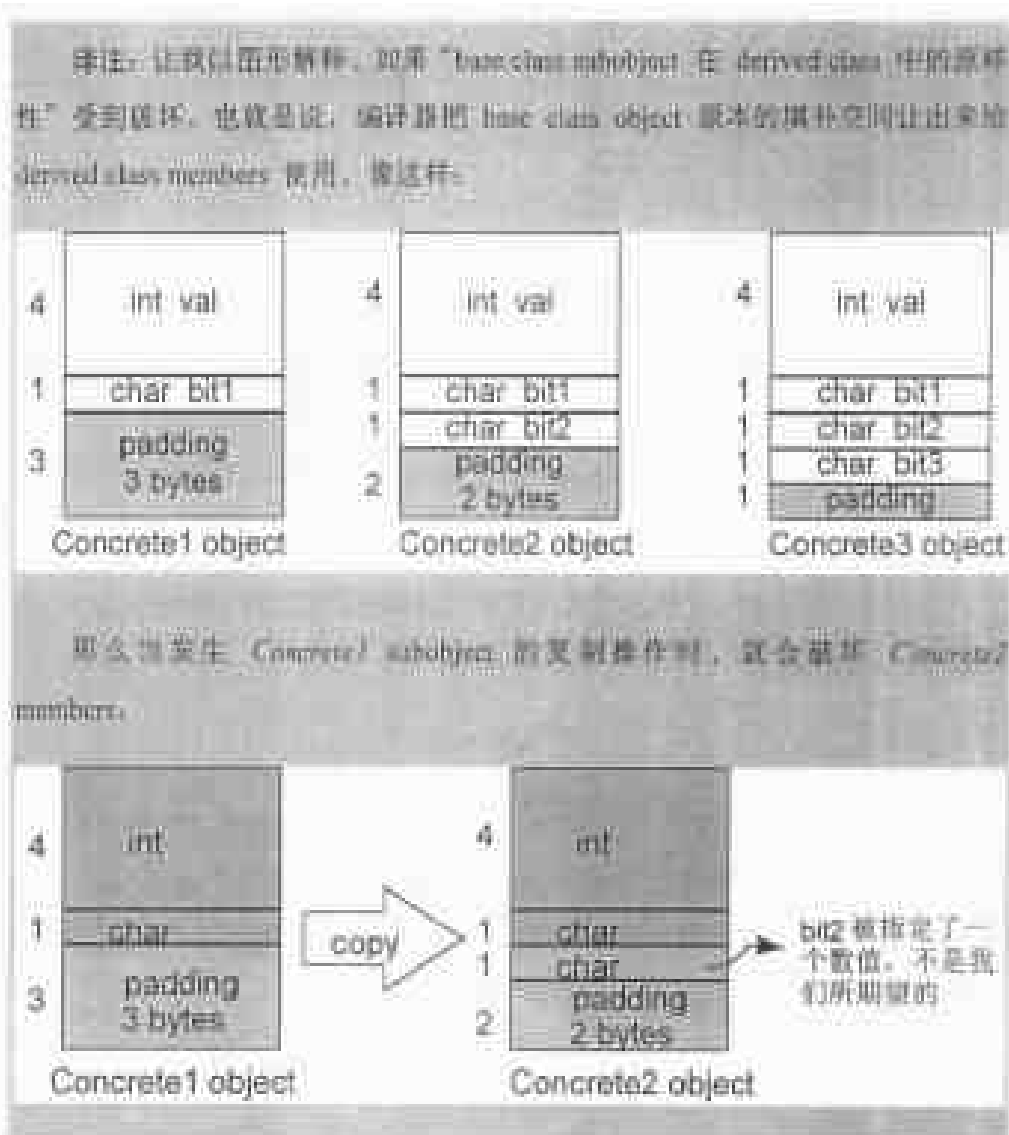 译注：让我以图形解释。如果“base class subobject 在 derived class 中的原样
性”受到破坏，也就是说，编译器把 base class object 原本的填补空间让出来给
derived class members 使用，像这样：
4 int val 4 int val 4 int val
1 char bit1 1 char bit1 1 char bit1
1 char bit2 1 char bit2
1 char bit3
3 padding 3 bytes 2 padding 2 bytes 1 padding
Concrete1 object Concrete2 object Concrete3 object
那么当发生 Concrete1 subobject 的复制操作时，就会破坏 Concrete2
members。
4 int 4 int
1 char copy 1 char
1 char
3 padding 3 bytes 2 padding 2 bytes
bit2 被指定了一
个数值，不是我
们所期望的
Concrete1 object Concrete2 object